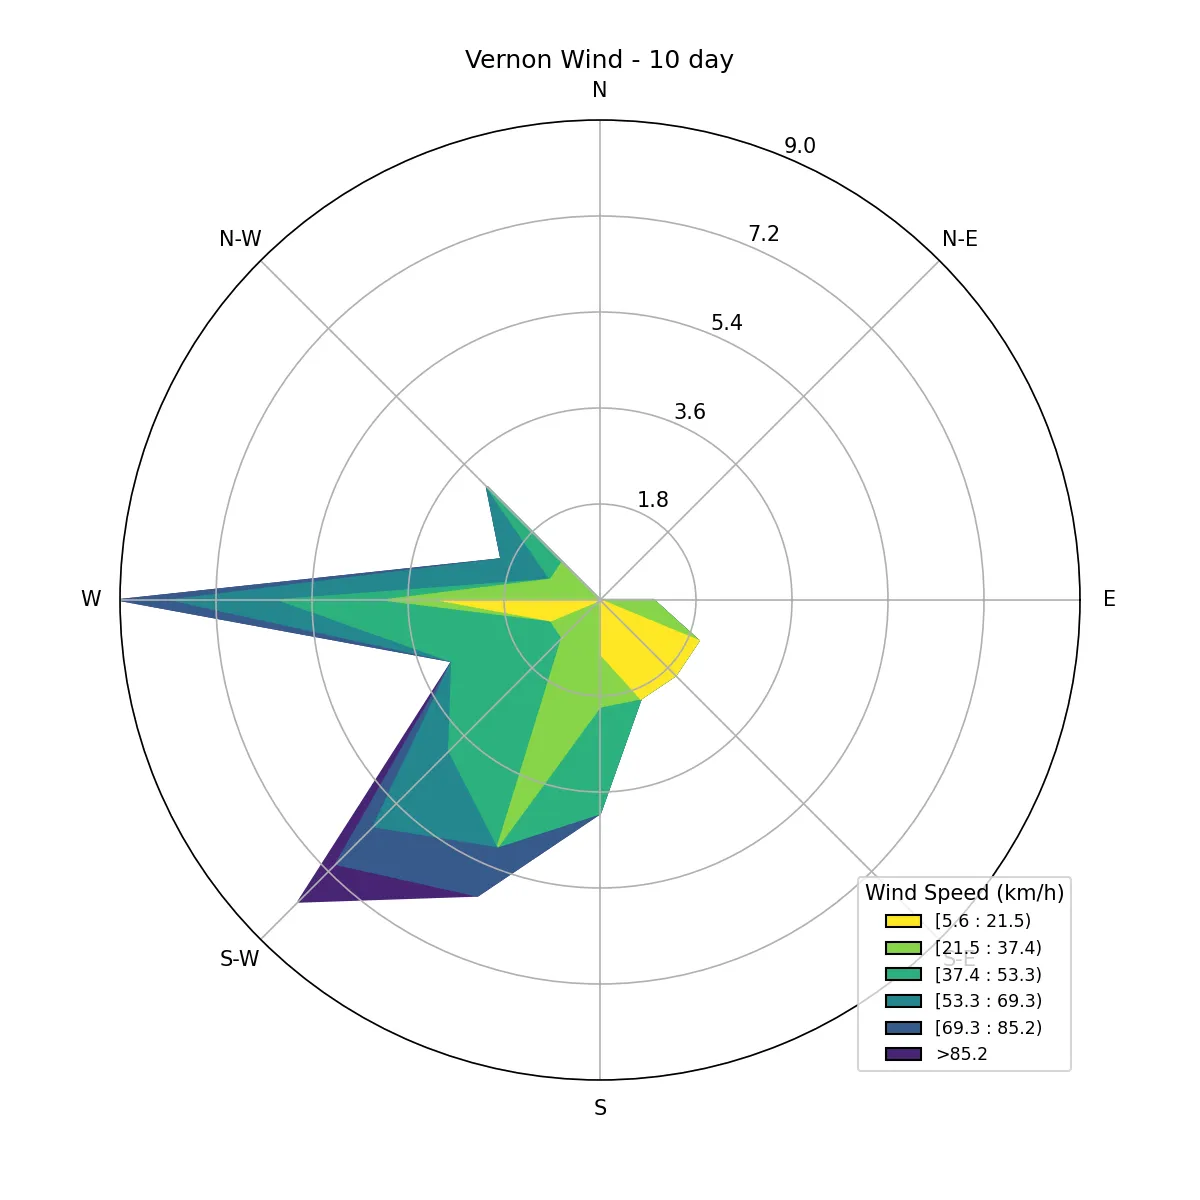 Vernon Wind - 10 day
N
9.0
N-W
7.2
N-E
5.4
3.6
1.8
W
E
Wind Speed (km/h)
[5.6 : 21.5)
[21.5 : 37.4)
S-W
S-E
[37.4 : 53.3)
[53.3 : 69.3)
[69.3 : 85.2)
>85.2
S